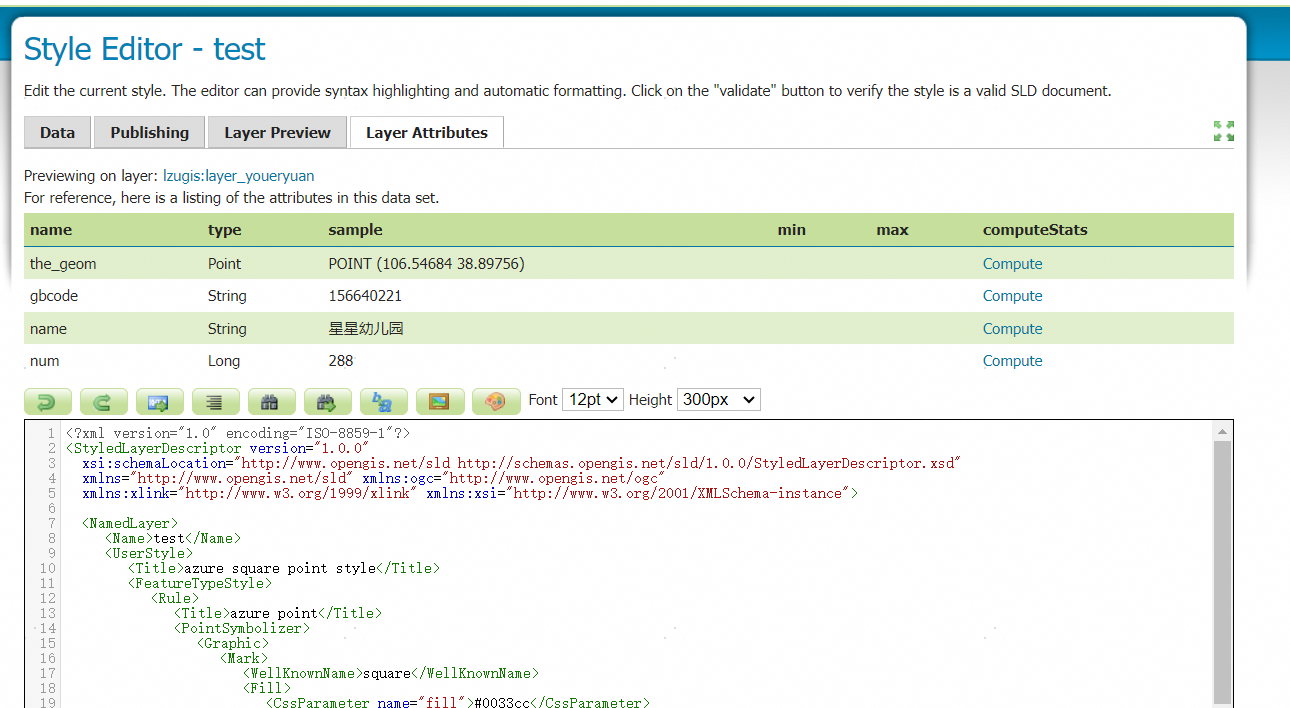 Style Editor - test
Edit the current style. The editor can provide syntax highlighting and automatic formatting. Click on the "validate" button to verify the style is a valid SLD document.
Data Publishing Layer Preview Layer Attributes
Previewing on layer: lzugis:layer_youeryuan
For reference, here is a listing of the attributes in this data set.
name type sample min max computeStats
the_geom Point POINT (106.54684 38.89756) Compute
gbcode String 156640221 Compute
name String 星星幼儿园 Compute
num Long 288 Compute
Font 12pt Height 300px
1 <?xml version="1.0" encoding="ISO-8859-1"?>
2 <StyledLayerDescriptor version="1.0.0"
3 xsi:schemaLocation="http://www.opengis.net/sld http://schemas.opengis.net/sld/1.0.0/StyledLayerDescriptor.xsd"
4 xmlns="http://www.opengis.net/sld" xmlns:ogc="http://www.opengis.net/ogc"
5 xmlns:xlink="http://www.w3.org/1999/xlink" xmlns:xsi="http://www.w3.org/2001/XMLSchema-instance">
6
7 <NamedLayer>
8 <Name>test</Name>
9 <UserStyle>
10 <Title>azure square point style</Title>
11 <FeatureTypeStyle>
12 <Rule>
13 <Title>azure point</Title>
14 <PointSymbolizer>
15 <Graphic>
16 <Mark>
17 <WellKnownName>square</WellKnownName>
18 <Fill>
19 <CssParameter name="fill">#0033cc</CssParameter>